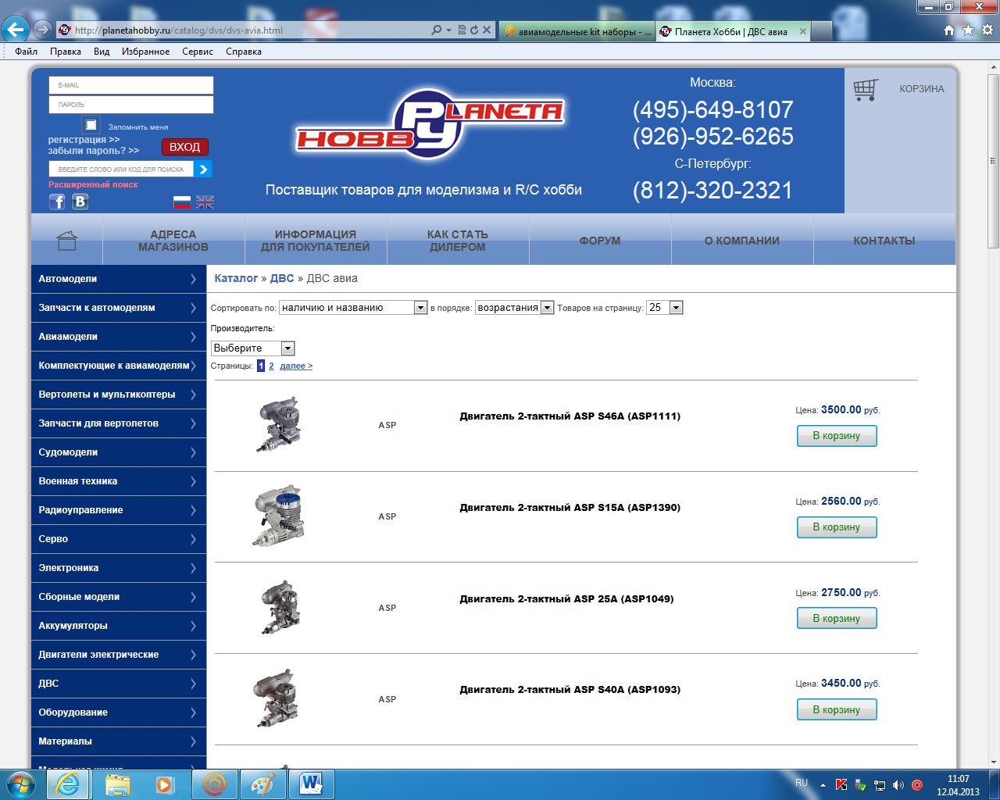 http://planetahobby.ru/catalog/dvs/dvs-avia.html
авиамодельные kit наборы - ...
Планета Хобби | ДВС авиа
Файл Правка Вид Избранное Сервис Справка
E-MAIL
ПАРОЛЬ
Запомнить меня
регистрация >>
забыли пароль? >>
ВХОД
ВВЕДИТЕ СЛОВО ИЛИ КОД ДЛЯ ПОИСКА
Расширенный поиск
PLANETA
HOBBY
Поставщик товаров для моделизма и R/C хобби
Москва:
(495)-649-8107
(926)-952-6265
С-Петербург:
(812)-320-2321
КОРЗИНА
АДРЕСА
МАГАЗИНОВ
ИНФОРМАЦИЯ
ДЛЯ ПОКУПАТЕЛЕЙ
КАК СТАТЬ
ДИЛЕРОМ
ФОРУМ
О КОМПАНИИ
КОНТАКТЫ
Автомодели
Запчасти к автомоделям
Авиамодели
Комплектующие к авиамоделям
Вертолеты и мультикоптеры
Запчасти для вертолетов
Судомодели
Военная техника
Радиоуправление
Серво
Электроника
Сборные модели
Аккумуляторы
Двигатели электрические
ДВС
Оборудование
Материалы
Каталог » ДВС » ДВС авиа
Сортировать по: наличию и названию в порядке: возрастания Товаров на страницу: 25
Производитель:
Выберите
Страницы: 1 2 далее >
ASP
Двигатель 2-тактный ASP S46A (ASP1111)
Цена: 3500.00 руб.
В корзину
ASP
Двигатель 2-тактный ASP S15A (ASP1390)
Цена: 2560.00 руб.
В корзину
ASP
Двигатель 2-тактный ASP 25A (ASP1049)
Цена: 2750.00 руб.
В корзину
ASP
Двигатель 2-тактный ASP S40A (ASP1093)
Цена: 3450.00 руб.
В корзину
RU
11:07
12.04.2013